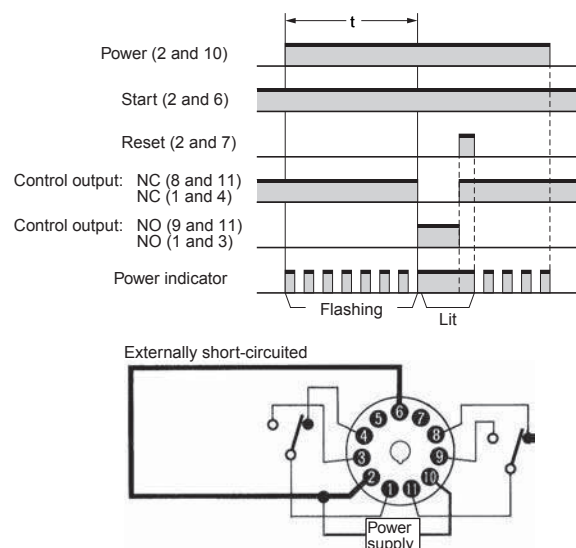 t
Power (2 and 10)
Start (2 and 6)
Reset (2 and 7)
Control output: NC (8 and 11)
NC (1 and 4)
Control output: NO (9 and 11)
NO (1 and 3)
Power indicator
Flashing
Lit
Externally short-circuited
6
5
7
4
8
3
9
2
10
1
11
Power
supply